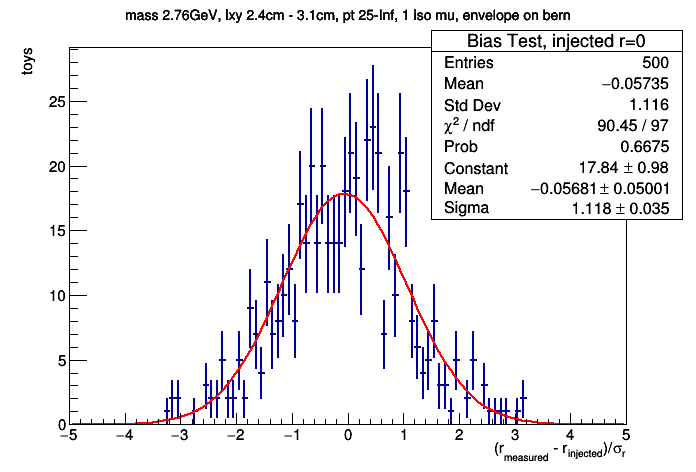 mass 2.76GeV, lxy 2.4cm - 3.1cm, pt 25-Inf, 1 Iso mu, envelope on bern
Bias Test, injected r=0
Entries 500
Mean −0.05735
Std Dev 1.116
χ² / ndf 90.45 / 97
Prob 0.6675
Constant 17.84 ± 0.98
Mean −0.05681 ± 0.05001
Sigma 1.118 ± 0.035
toys
25
20
15
10
5
0
−5 −4 −3 −2 −1 0 1 2 3 4 5
(r_measured - r_injected)/σ_r